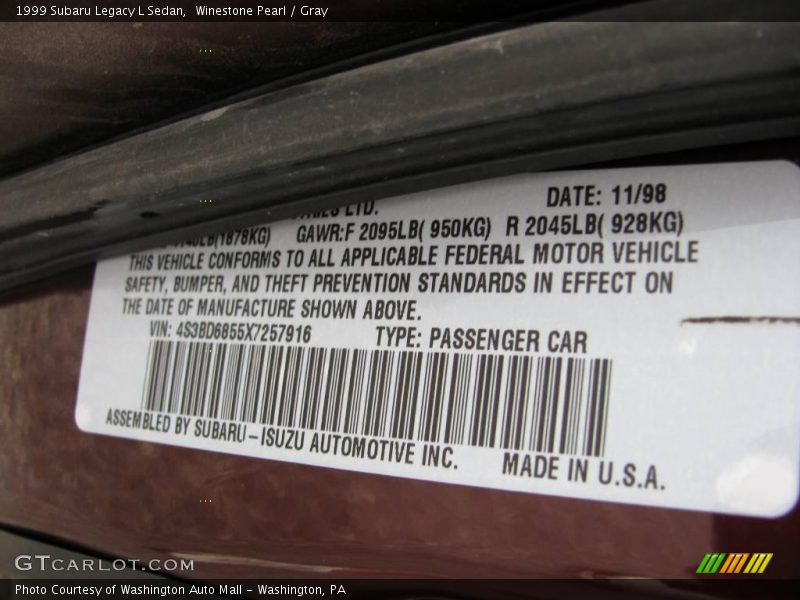 1999 Subaru Legacy L Sedan, Winestone Pearl / Gray
LTD.
DATE: 11/98
(1878KG) GAWR:F 2095LB( 950KG) R 2045LB( 928KG)
THIS VEHICLE CONFORMS TO ALL APPLICABLE FEDERAL MOTOR VEHICLE
SAFETY, BUMPER, AND THEFT PREVENTION STANDARDS IN EFFECT ON
THE DATE OF MANUFACTURE SHOWN ABOVE.
VIN: 4S3BD6855X7257916 TYPE: PASSENGER CAR
ASSEMBLED BY SUBARU-ISUZU AUTOMOTIVE INC. MADE IN U.S.A.
GTCARLOT.COM
Photo Courtesy of Washington Auto Mall - Washington, PA